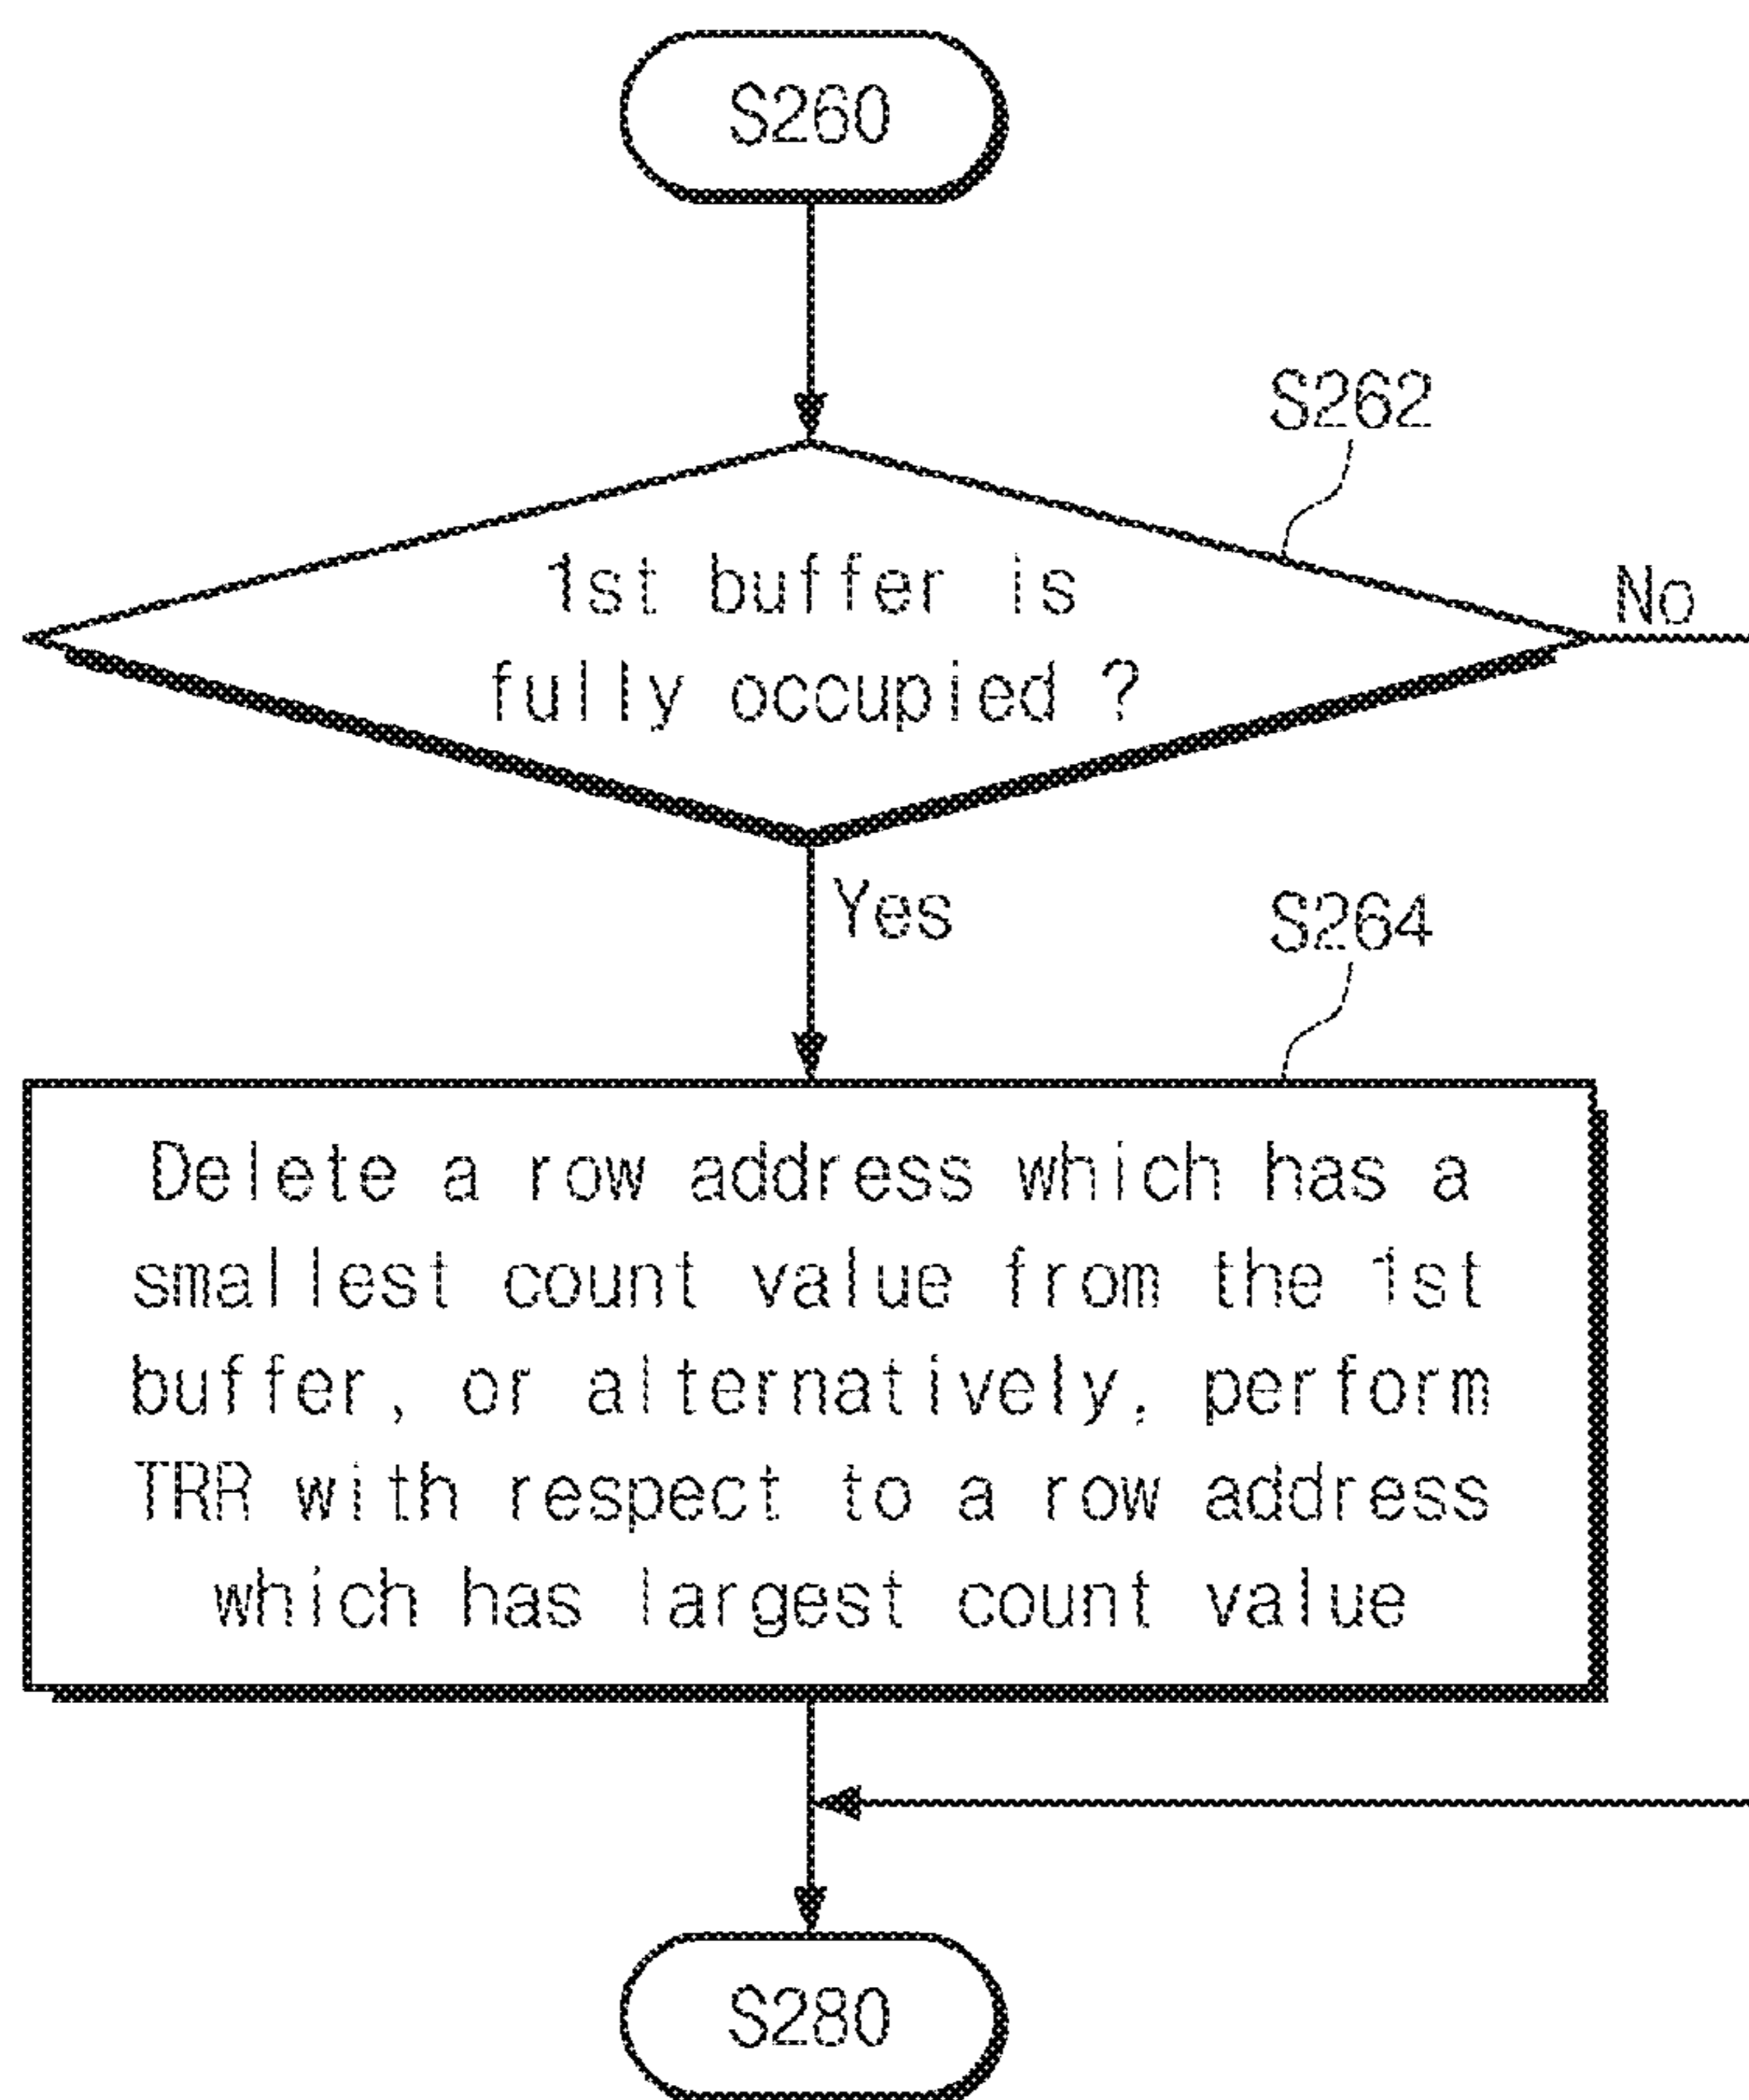 S260
S262
1st buffer is
fully occupied ?
No
Yes
S264
Delete a row address which has a
smallest count value from the 1st
buffer, or alternatively, perform
TRR with respect to a row address
which has largest count value
S280